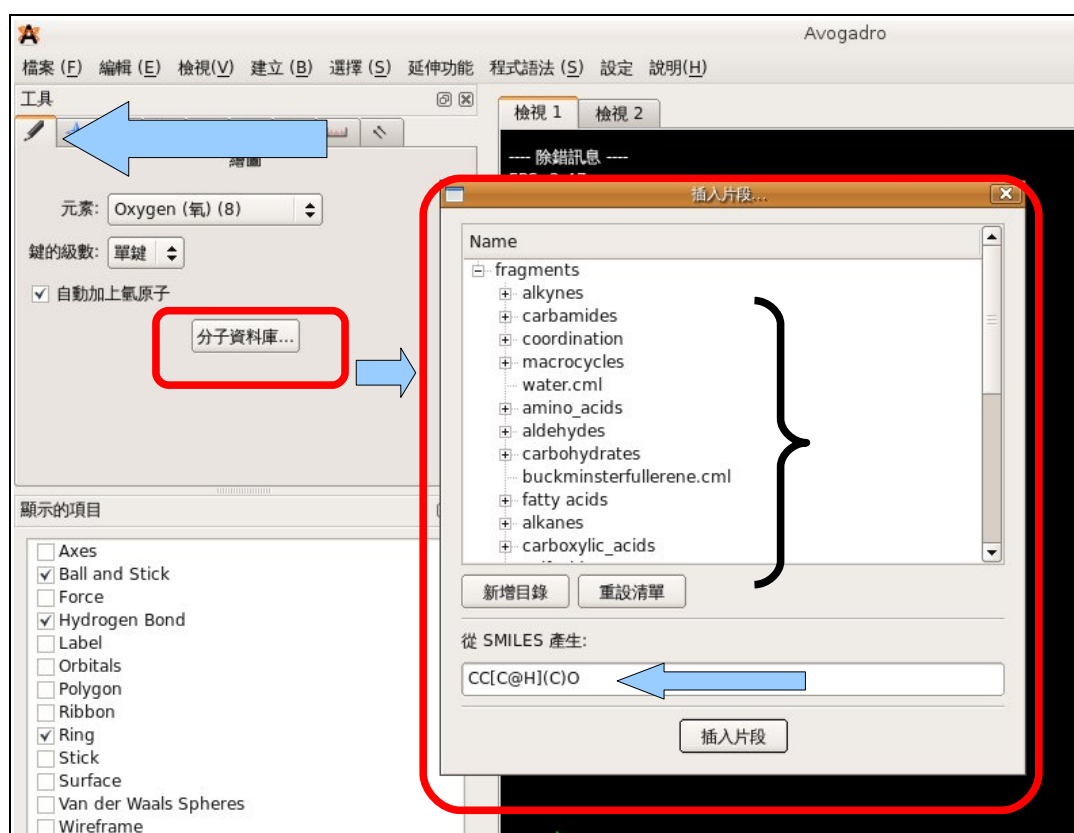 Avogadro
檔案 (F) 編輯 (E) 檢視(V) 建立 (B) 選擇 (S) 延伸功能 程式語法 (S) 設定 說明(H)
工具
繪圖
元素: Oxygen (氧) (8)
鍵的級數: 單鍵
自動加上氫原子
分子資料庫...
顯示的項目
Axes
Ball and Stick
Force
Hydrogen Bond
Label
Orbitals
Polygon
Ribbon
Ring
Stick
Surface
Van der Waals Spheres
Wireframe
檢視 1 檢視 2
---- 除錯訊息 ----
插入片段...
Name
fragments
alkynes
carbamides
coordination
macrocycles
water.cml
amino_acids
aldehydes
carbohydrates
buckminsterfullerene.cml
fatty acids
alkanes
carboxylic_acids
新增目錄 重設清單
從 SMILES 產生:
CC[C@H](C)O
插入片段